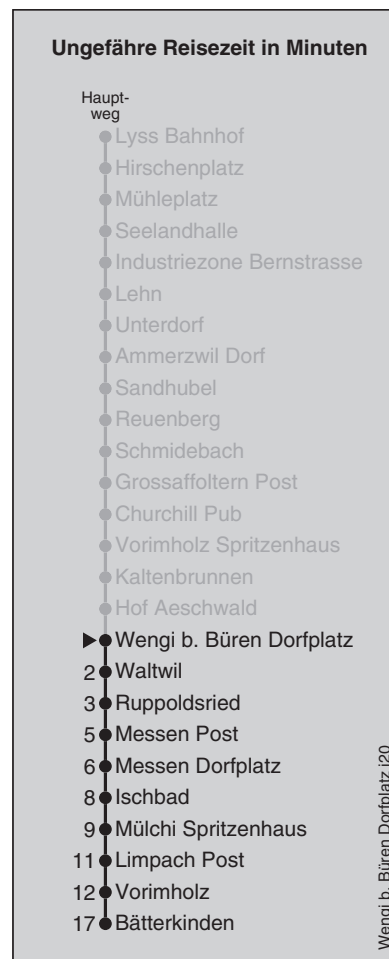 Ungefähre Reisezeit in Minuten
Haupt-
weg
Lyss Bahnhof
Hirschenplatz
Mühleplatz
Seelandhalle
Industriezone Bernstrasse
Lehn
Unterdorf
Ammerzwil Dorf
Sandhubel
Reuenberg
Schmidebach
Grossaffoltern Post
Churchill Pub
Vorimholz Spritzenhaus
Kaltenbrunnen
Hof Aeschwald
Wengi b. Büren Dorfplatz
2 Waltwil
3 Ruppoldsried
5 Messen Post
6 Messen Dorfplatz
8 Ischbad
9 Mülchi Spritzenhaus
11 Limpach Post
12 Vorimholz
17 Bätterkinden
Wengi b. Büren Dorfplatz j20